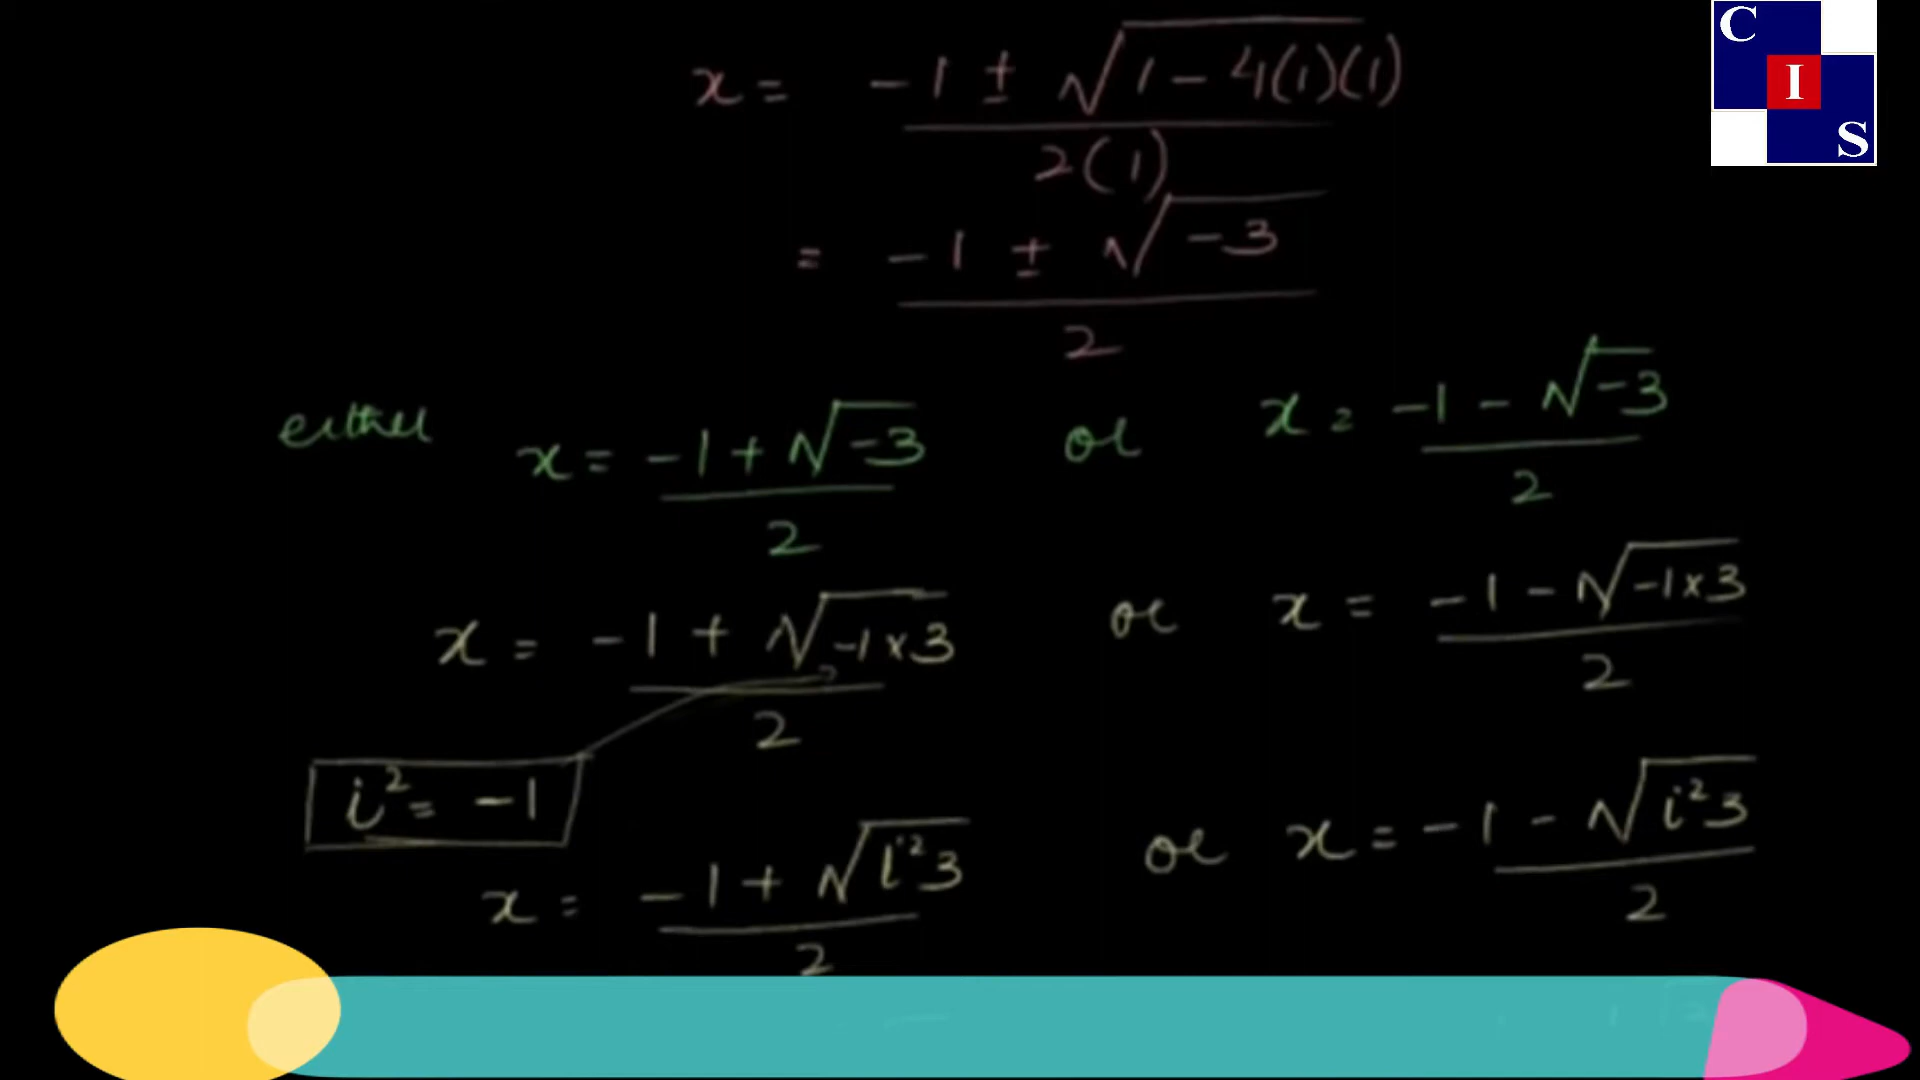 x = -1 ± √1 - 4(1)(1)
2(1)
= -1 ± √-3
2
either x = -1 + √-3 or x = -1 - √-3
2 2
x = -1 + √-1×3 or x = -1 - √-1×3
2 2
i² = -1
x = -1 + √i²3 or x = -1 - √i²3
2 2
C
I
S